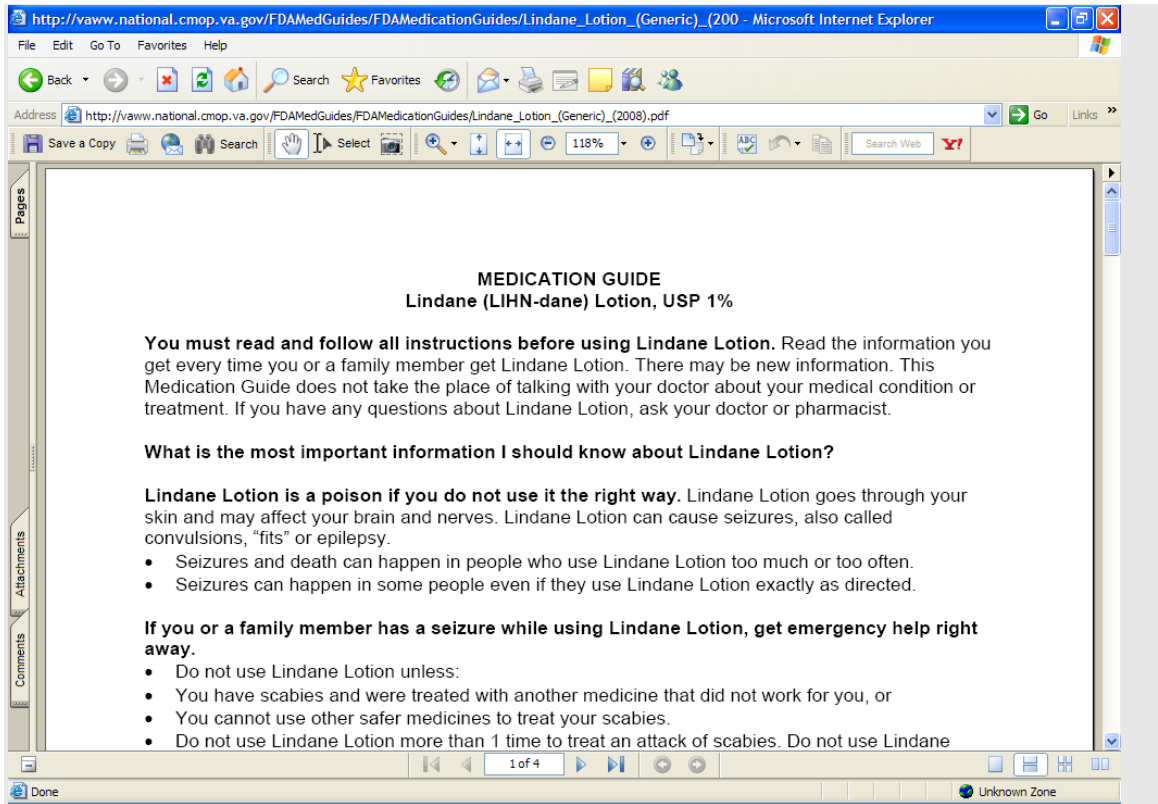 http://vaww.national.cmop.va.gov/FDAMedGuides/FDAMedicationGuides/Lindane_Lotion_(Generic)_(200 - Microsoft Internet Explorer
File Edit Go To Favorites Help
Back Search Favorites
Address http://vaww.national.cmop.va.gov/FDAMedGuides/FDAMedicationGuides/Lindane_Lotion_(Generic)_(2008).pdf Go Links »
Save a Copy Search Select 118% ABC Search Web Y!
Pages
MEDICATION GUIDE
Lindane (LIHN-dane) Lotion, USP 1%
You must read and follow all instructions before using Lindane Lotion. Read the information you
get every time you or a family member get Lindane Lotion. There may be new information. This
Medication Guide does not take the place of talking with your doctor about your medical condition or
treatment. If you have any questions about Lindane Lotion, ask your doctor or pharmacist.
What is the most important information I should know about Lindane Lotion?
Lindane Lotion is a poison if you do not use it the right way. Lindane Lotion goes through your
skin and may affect your brain and nerves. Lindane Lotion can cause seizures, also called
convulsions, “fits” or epilepsy.
• Seizures and death can happen in people who use Lindane Lotion too much or too often.
• Seizures can happen in some people even if they use Lindane Lotion exactly as directed.
Attachments
If you or a family member has a seizure while using Lindane Lotion, get emergency help right
away.
• Do not use Lindane Lotion unless:
• You have scabies and were treated with another medicine that did not work for you, or
• You cannot use other safer medicines to treat your scabies.
• Do not use Lindane Lotion more than 1 time to treat an attack of scabies. Do not use Lindane
Comments
1 of 4
Done Unknown Zone